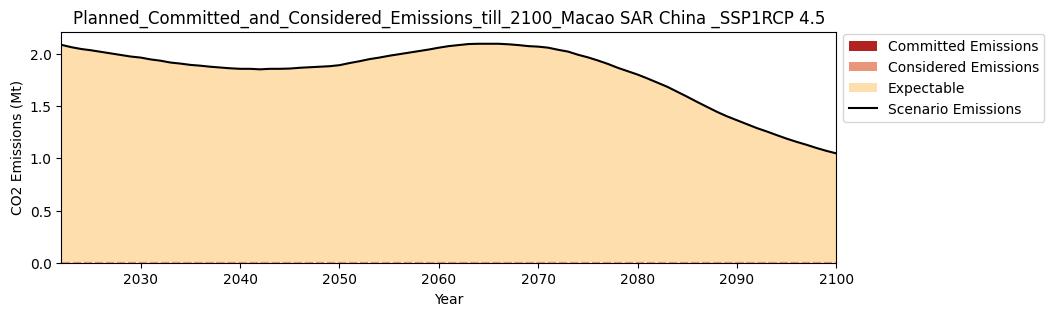 Planned_Committed_and_Considered_Emissions_till_2100_Macao SAR China _SSP1RCP 4.5
Committed Emissions
Considered Emissions
Expectable
Scenario Emissions
CO2 Emissions (Mt)
2.0
1.5
1.0
0.5
0.0
2030 2040 2050 2060 2070 2080 2090 2100
Year